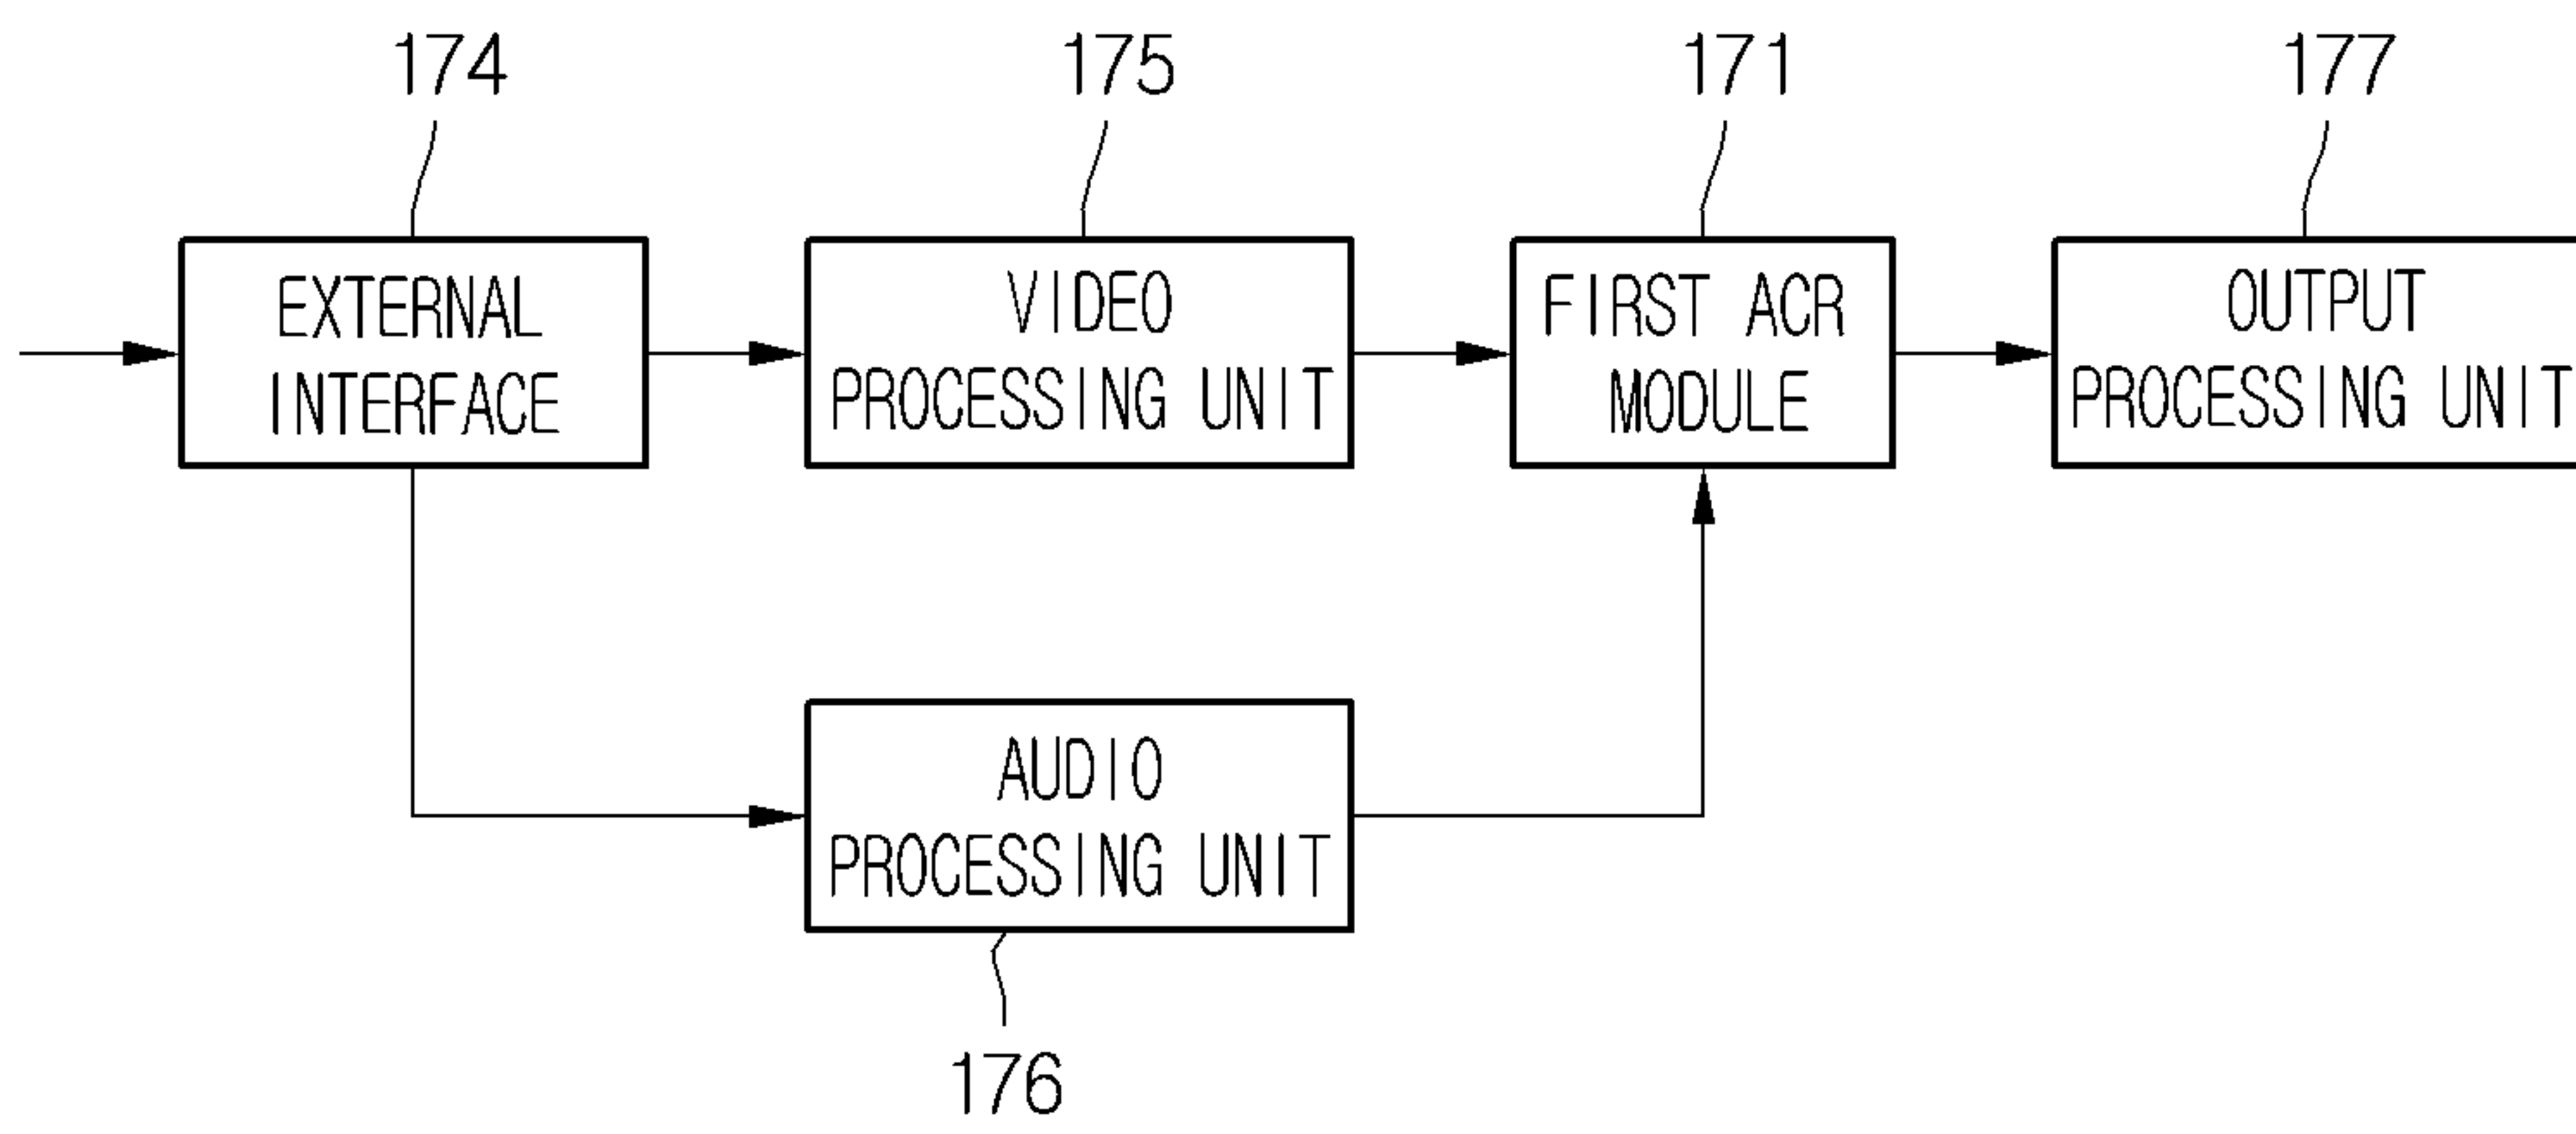 174
175
171
177
EXTERNAL
INTERFACE
VIDEO
PROCESSING UNIT
FIRST ACR
MODULE
OUTPUT
PROCESSING UNIT
AUDIO
PROCESSING UNIT
176